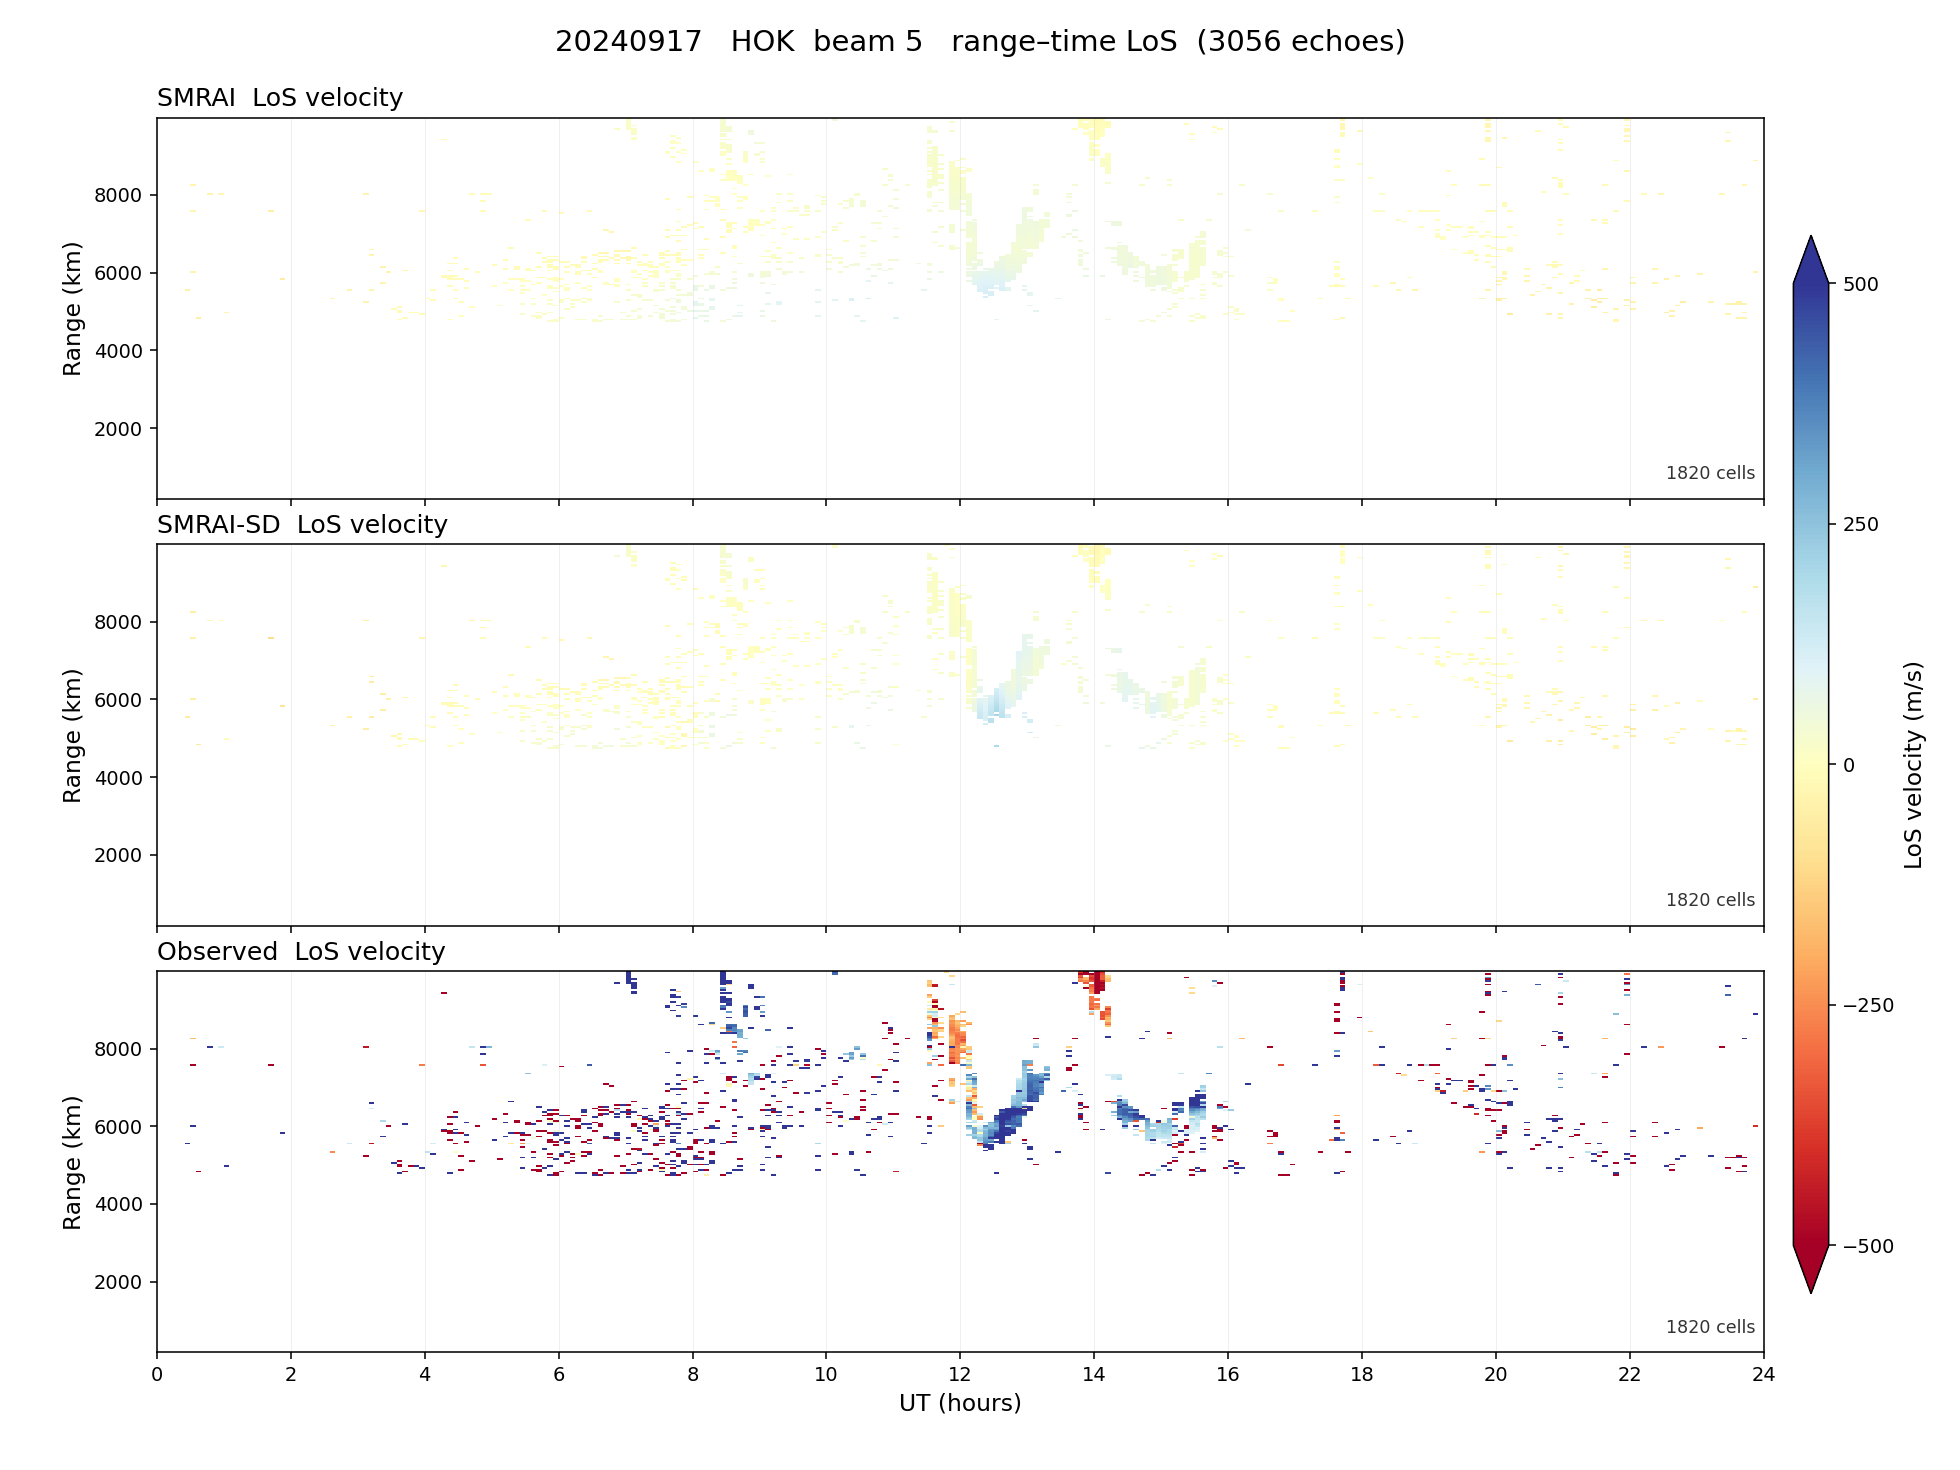 20240917   HOK  beam 5   range–time LoS  (3056 echoes)
SMRAI  LoS velocity
8000
6000
4000
2000
Range (km)
1820 cells
SMRAI-SD  LoS velocity
8000
6000
4000
2000
Range (km)
1820 cells
Observed  LoS velocity
8000
6000
4000
2000
Range (km)
1820 cells
0 2 4 6 8 10 12 14 16 18 20 22 24
UT (hours)
500
250
0
−250
−500
LoS velocity (m/s)